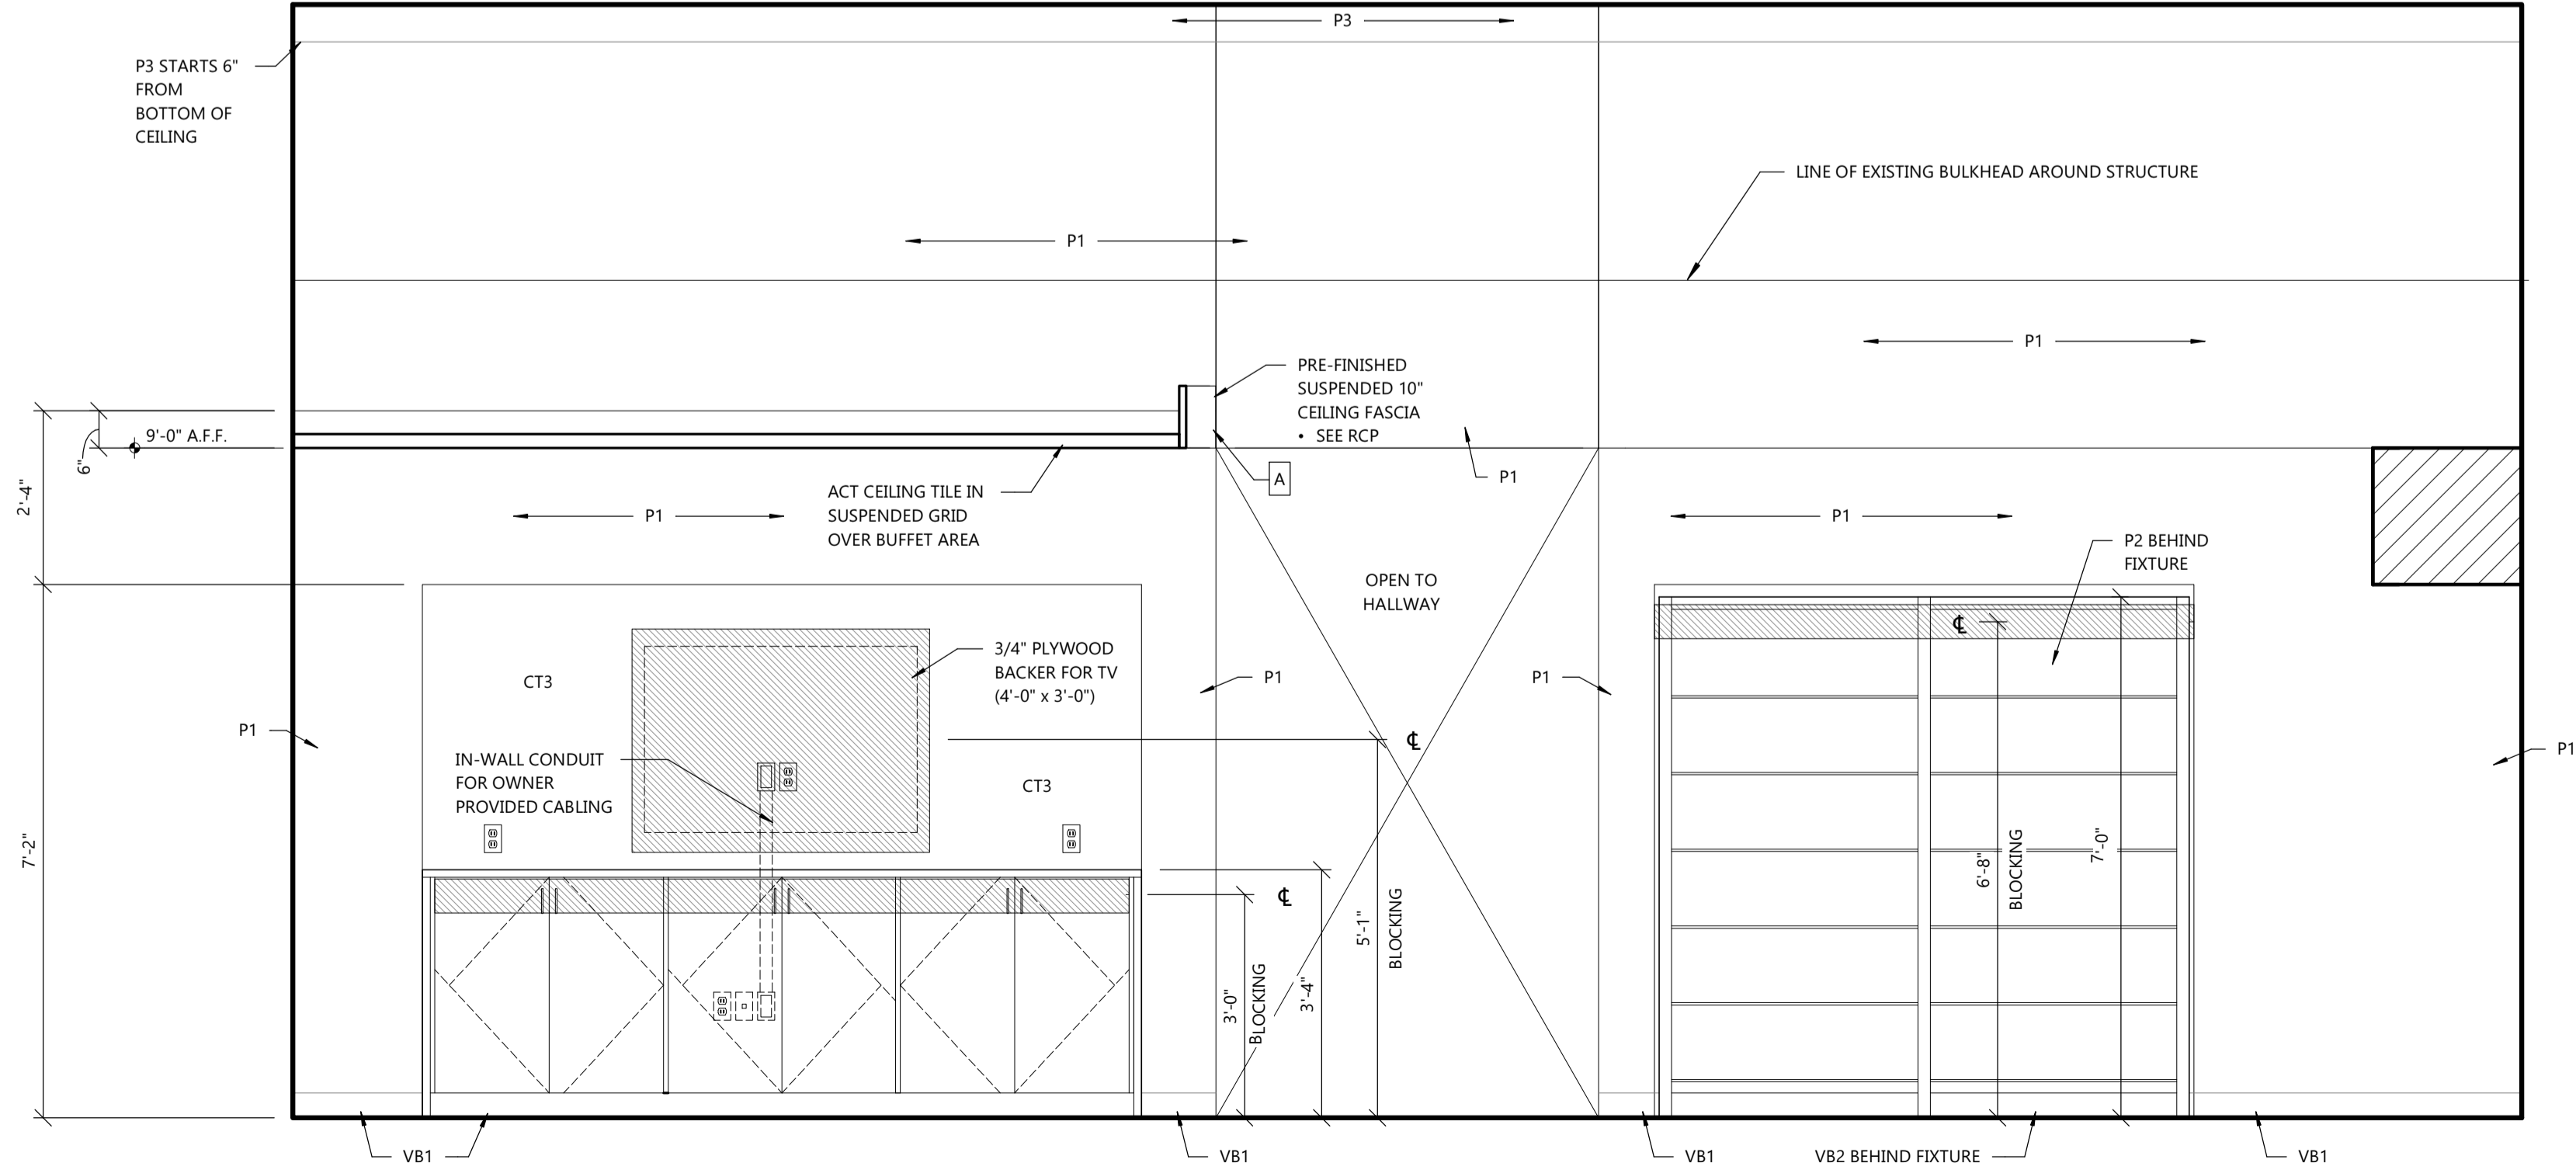 P3
P3 STARTS 6"
FROM
BOTTOM OF
CEILING
LINE OF EXISTING BULKHEAD AROUND STRUCTURE
P1
P1
PRE-FINISHED
SUSPENDED 10"
CEILING FASCIA
• SEE RCP
9'-0" A.F.F.
6"
2'-4"
A
P1
ACT CEILING TILE IN
SUSPENDED GRID
OVER BUFFET AREA
P1
P1
P2 BEHIND
FIXTURE
OPEN TO
HALLWAY
℄
3/4" PLYWOOD
BACKER FOR TV
(4'-0" x 3'-0")
CT3
P1
P1
P1
℄
P1
IN-WALL CONDUIT
FOR OWNER
PROVIDED CABLING
CT3
7'-2"
℄
5'-1"
BLOCKING
6'-8"
BLOCKING
7'-0"
3'-0"
BLOCKING
3'-4"
VB1
VB1
VB1
VB2 BEHIND FIXTURE
VB1